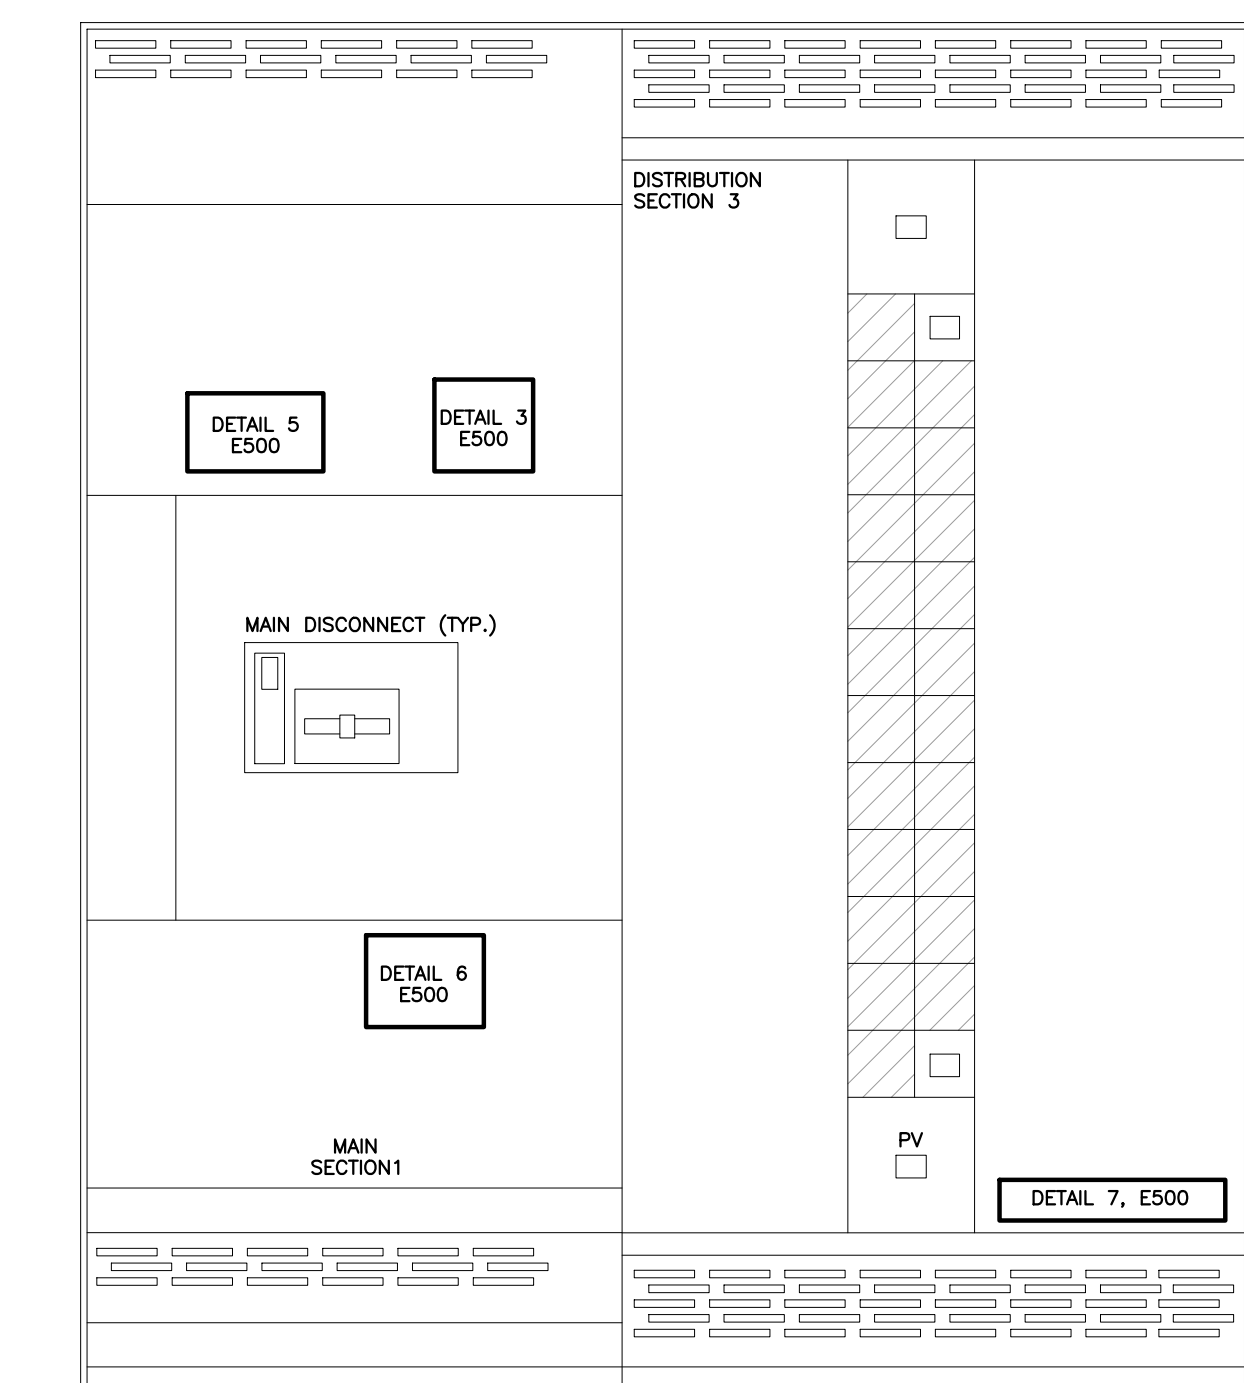 DISTRIBUTION
SECTION 3
DETAIL 5
E500
DETAIL 3
E500
MAIN DISCONNECT (TYP.)
DETAIL 6
E500
MAIN
SECTION1
PV
DETAIL 7, E500